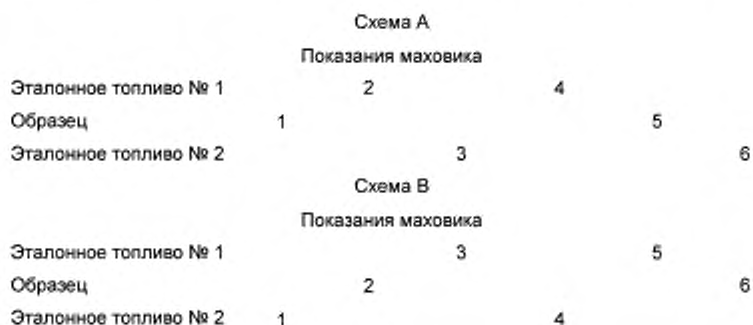 Схема А
Показания маховика
Эталонное топливо № 1 2 4
Образец 1 5
Эталонное топливо № 2 3 6
Схема В
Показания маховика
Эталонное топливо № 1 3 5
Образец 2 6
Эталонное топливо № 2 1 4